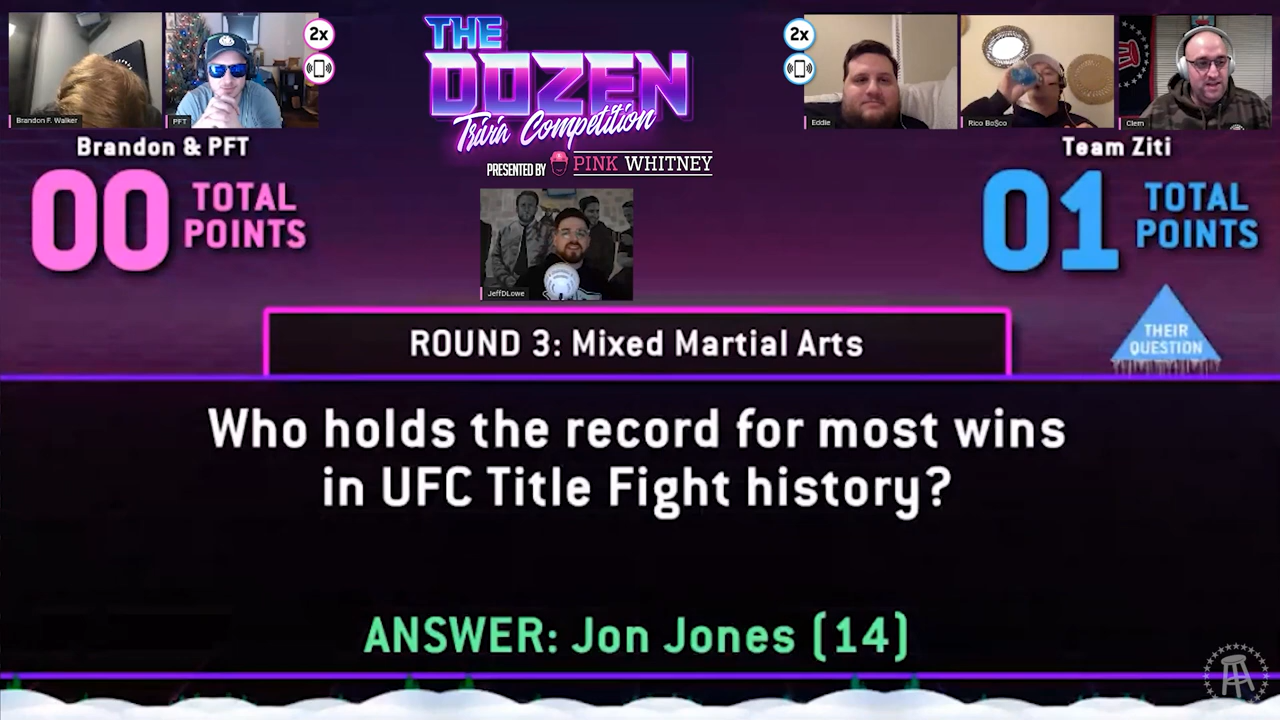 Brandon F. Walker
PFT
2x
THE
DOZEN
Trivia Competition
PRESENTED BY PINK WHITNEY
2x
Eddie
Rico Bo$co
Clem
Brandon & PFT
00 TOTAL
POINTS
JeffDLowe
Team Ziti
01 TOTAL
POINTS
THEIR
QUESTION
ROUND 3: Mixed Martial Arts
Who holds the record for most wins
in UFC Title Fight history?
ANSWER: Jon Jones (14)